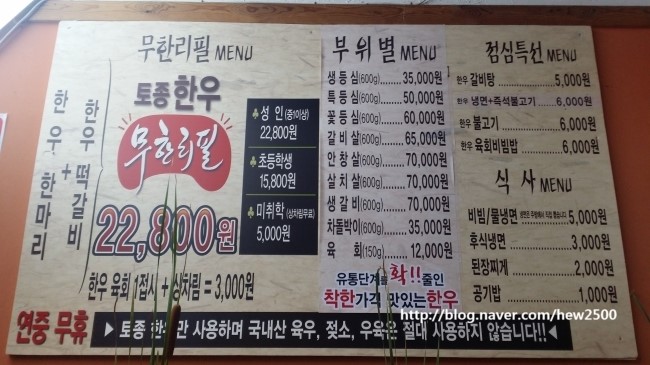 무한리필 MENU
한우 한마리
한우+떡갈비
토종한우
무한리필
22,800원
♣성 인(중1이상)
22,800원
♣초등학생
15,800원
♣미취학(상차림무료)
5,000원
한우 육회 1접시 + 상차림 = 3,000원
부위별 MENU
생등심(600g)........35,000원
특등심(600g)........50,000원
꽃등심(600g)........60,000원
갈비살(600g)........65,000원
안창살(600g)........70,000원
살치살(600g)........70,000원
생갈비(600g)........70,000원
차돌박이(600g)......35,000원
육 회(150g)........12,000원
유통단계를 확!!줄인
착한가격 맛있는한우
점심특선 MENU
한우 갈비탕..............5,000원
한우 냉면+즉석불고기...6,000원
한우 불고기..............6,000원
한우 육회비빔밥.........6,000원
식 사 MENU
비빔/물냉면 5,000원
후식냉면................3,000원
된장찌개................2,000원
공기밥..................1,000원
연중 무휴
▶토종 한우만 사용하며 국내산 육우, 젖소, 우육은 절대 사용하지 않습니다!!◀
http://blog.naver.com/hew2500